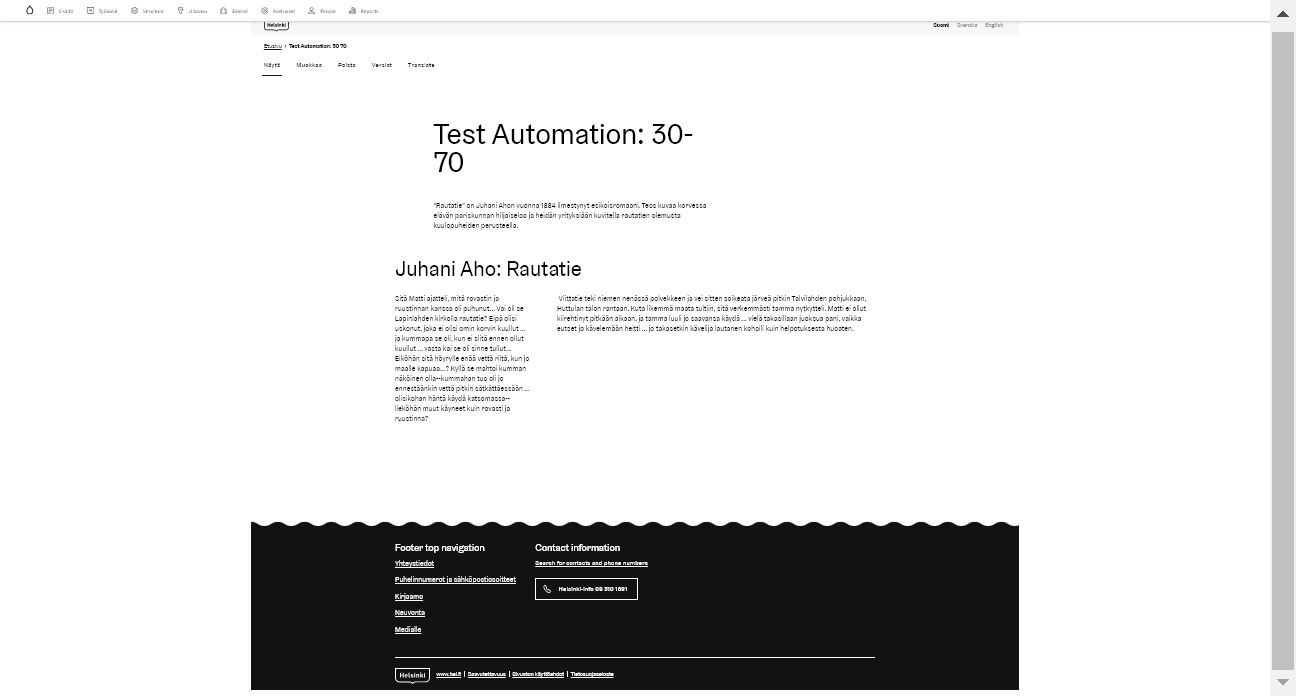 Sisältö Työkalut Structure Ulkoasu Extend Asetukset People Reports
Helsinki Suomi Svenska English
Etusivu › Test Automation: 30-70
Näytä Muokkaa Poista Versiot Translate
Test Automation: 30-
70
"Rautatie" on Juhani Ahon vuonna 1884 ilmestynyt esikoisromaani. Teos kuvaa korvessa
elävän pariskunnan hiljaiseloa ja heidän yrityksiään kuvitella rautatien olemusta
kuulopuheiden perusteella.
Juhani Aho: Rautatie
Sitä Matti ajatteli, mitä rovastin ja
ruustinnan kanssa oli puhunut... Vai oli se
Lapinlahden kirkolla rautatie? Eipä olisi
uskonut, joka ei olisi omin korvin kuullut ...
ja kummapa se oli, kun ei siitä ennen ollut
kuullut ... vasta kai se oli sinne tullut...
Eiköhän sitä höyrylle enää vettä riitä, kun jo
maalle kapuaa...? Kyllä se mahtoi kumman
näköinen olla--kummahan tuo oli jo
ennestäänkin vettä pitkin sätkättäessään ...
olisikohan häntä käydä katsomassa--
lieköhän muut käyneet kuin rovasti ja
ruustinna?
Viittatie teki niemen nenässä polvekkeen ja vei sitten soikeata järveä pitkin Talvilahden pohjukkaan,
Huttulan talon rantaan. Kuta likemmä maata tultiin, sitä verkemmästi tamma nytkytteli. Matti ei ollut
kiirehtinyt pitkään aikaan, ja tamma luuli jo saavansa käydä ... vielä takasillaan juoksua pani, vaikka
eutset jo kävelemään heitti ... jo takasetkin kävelijä lautanen kohoili kuin helpotuksesta huoaten.
Footer top navigation
Yhteystiedot
Puhelinnumerot ja sähköpostiosoitteet
Kirjaamo
Neuvonta
Medialle
Contact information
Search for contacts and phone numbers
Helsinki-info 09 310 1691
Helsinki www.hel.fi Saavutettavuus Sivuston käyttöehdot Tietosuojaseloste